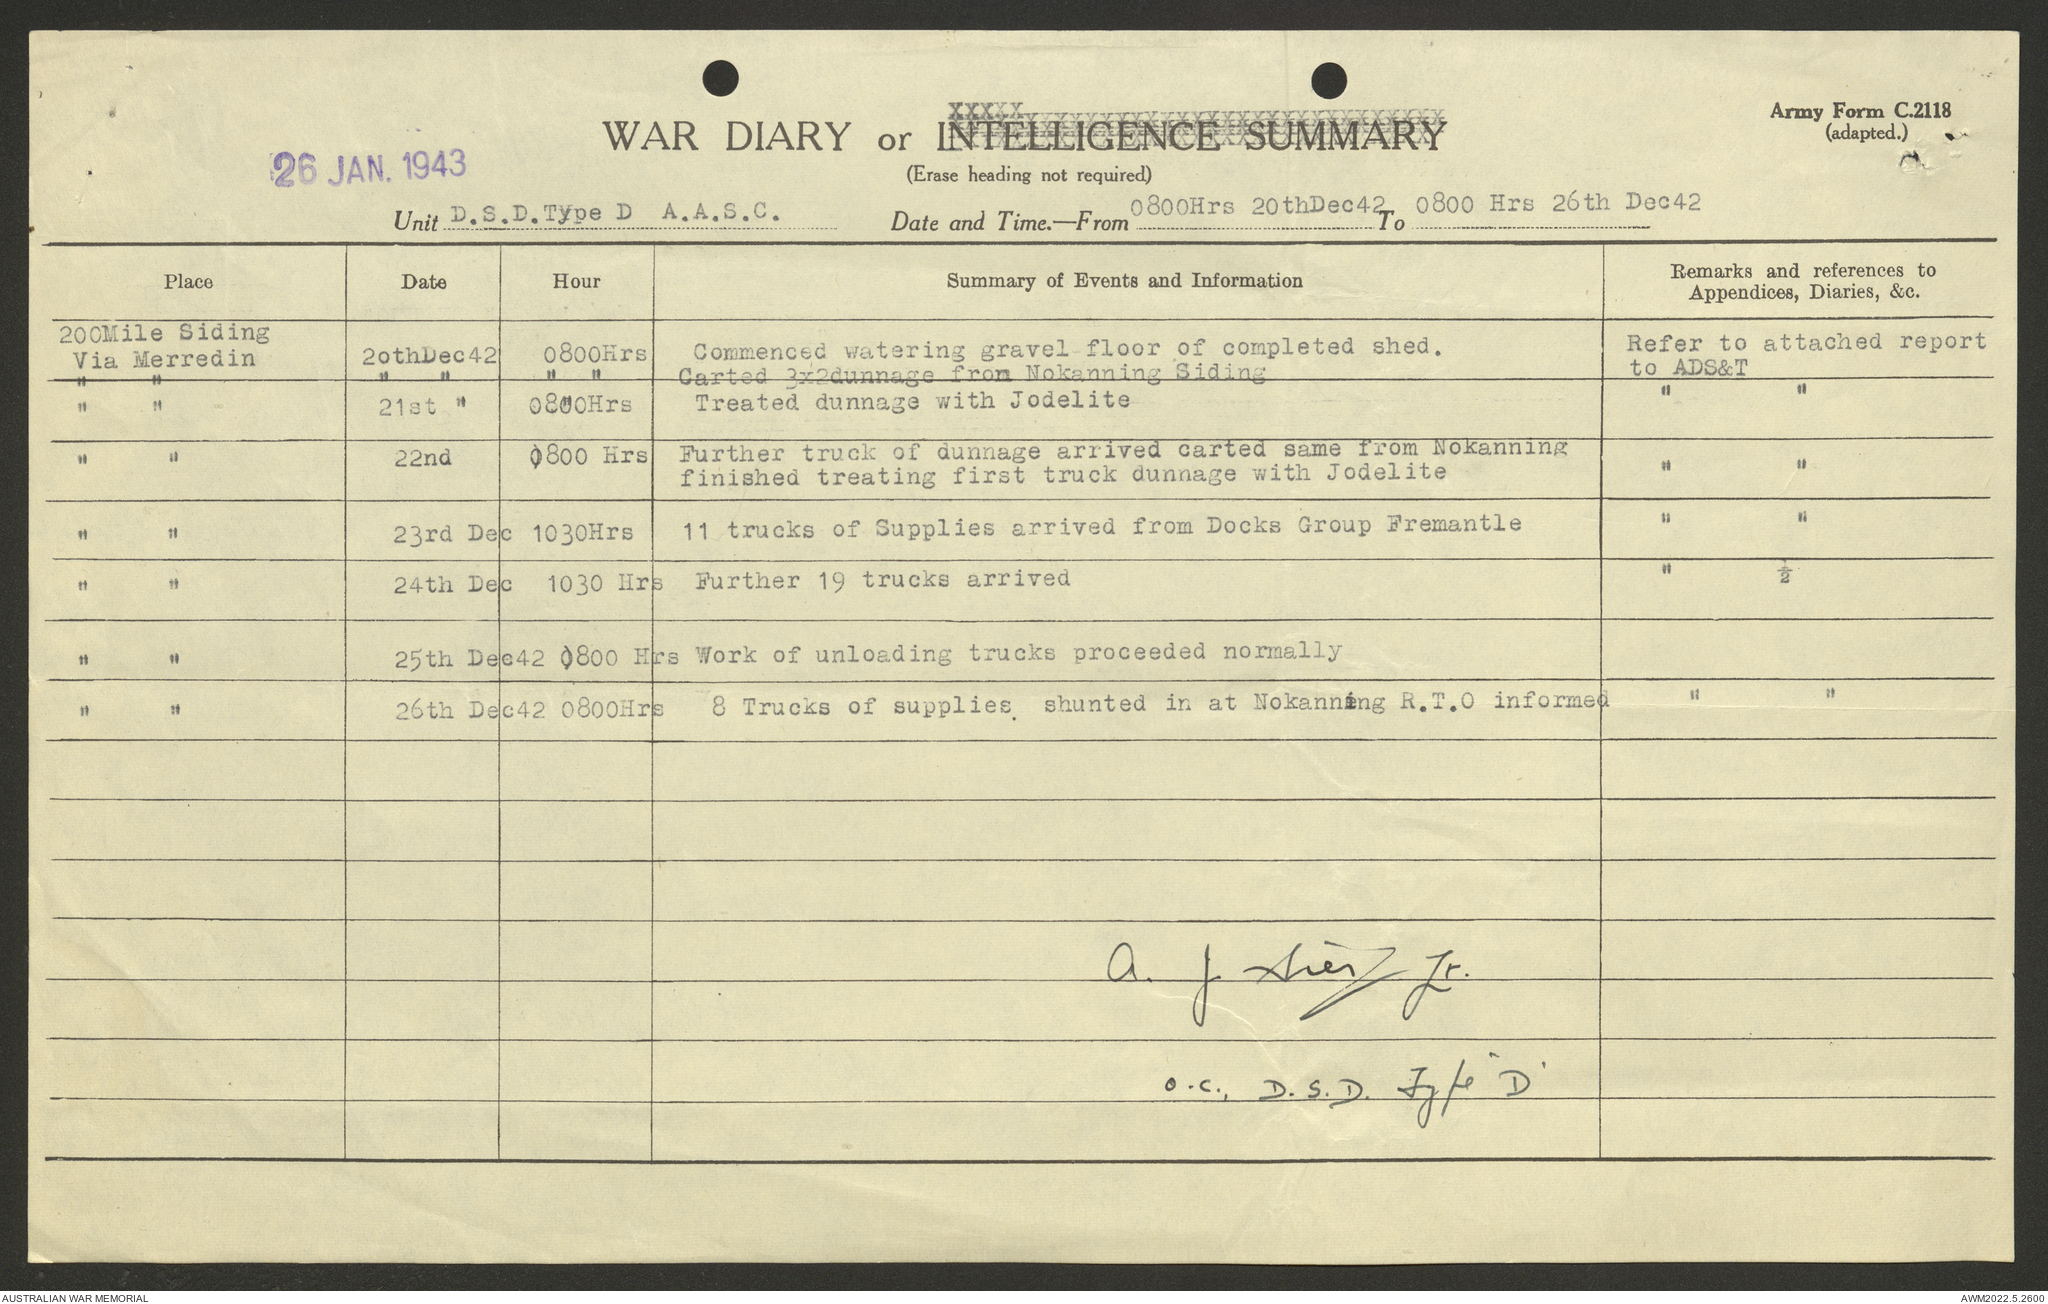 Army Form C.2118
(adapted.)
WAR DIARY or INTELLIGENCE SUMMARY
(Erase heading not required)
26 JAN. 1943
Unit D.S.D.Type D A.A.S.C. Date and Time.—From 0800Hrs 20thDec42 To 0800 Hrs 26th Dec42
Place Date Hour Summary of Events and Information Remarks and references to Appendices, Diaries, &c.
200Mile Siding
Via Merredin 20thDec42 0800Hrs Commenced watering gravel floor of completed shed. Refer to attached report
" " " " " " Carted 3x2dunnage from Nokanning Siding to ADS&T
" " 21st " 0800Hrs Treated dunnage with Jodelite " "
" " 22nd 0800 Hrs Further truck of dunnage arrived carted same from Nokanning
finished treating first truck dunnage with Jodelite " "
" " 23rd Dec 1030Hrs 11 trucks of Supplies arrived from Docks Group Fremantle " "
" " 24th Dec 1030 Hrs Further 19 trucks arrived " ½
" " 25th Dec42 0800 Hrs Work of unloading trucks proceeded normally
" " 26th Dec42 0800Hrs 8 Trucks of supplies. shunted in at Nokanning R.T.O informed " "
A. J.
O.C., D.S.D. Type "D"
AUSTRALIAN WAR MEMORIAL
AWM2022.5.2600